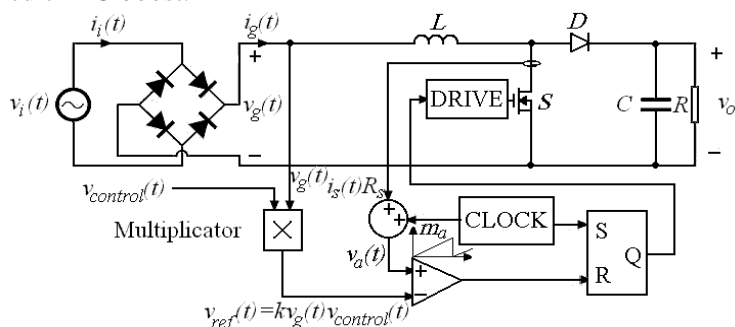 i_i(t)
i_g(t)
L
D
+
+
v_i(t)
v_g(t)
DRIVE
S
C
R
v_o
−
−
v_control(t)
v_g(t)
i_s(t)R_s
+
+
CLOCK
S
Multiplicator
×
m_a
Q
v_a(t)
+
R
−
v_ref(t)=kv_g(t)v_control(t)